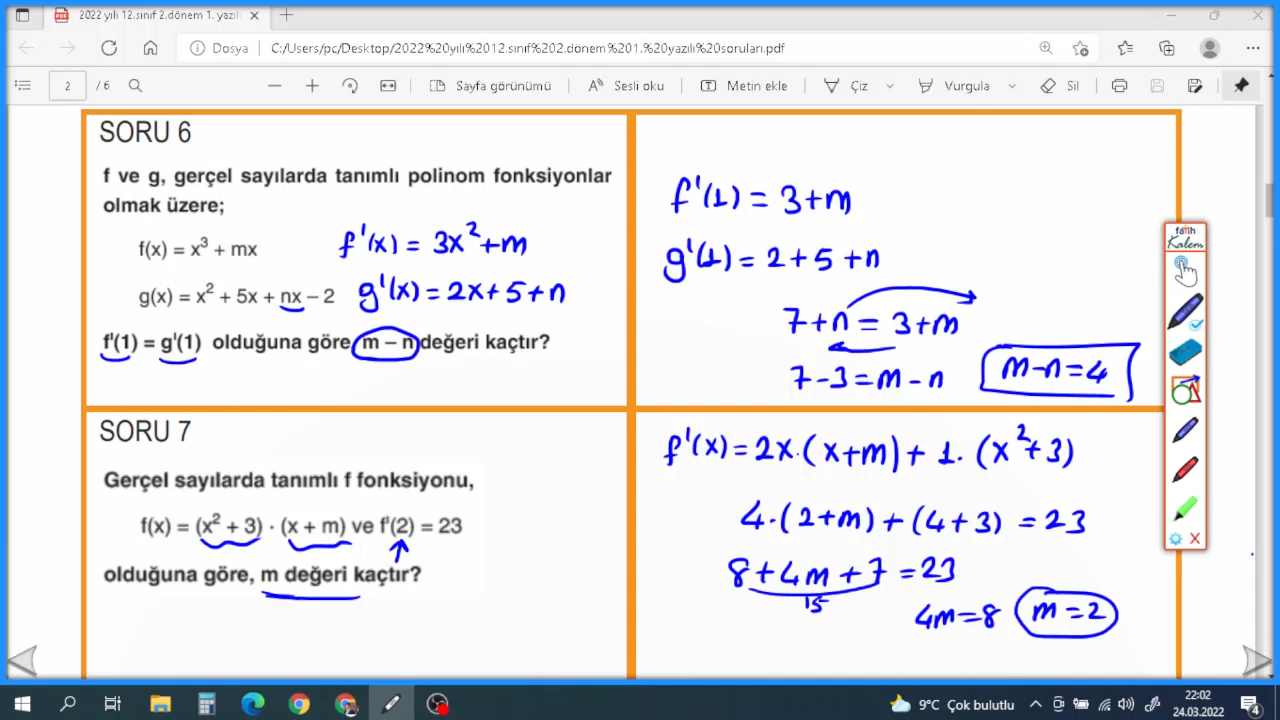 2022 yılı 12.sınıf 2.dönem 1. yazılı
Dosya C:/Users/pc/Desktop/2022%20yılı%2012.sınıf%202.dönem%201.%20yazılı%20soruları.pdf
2 / 6 Sayfa görünümü Sesli oku Metin ekle Çiz Vurgula Sil
SORU 6
f ve g, gerçel sayılarda tanımlı polinom fonksiyonlar
olmak üzere;
f(x) = x³ + mx f'(x) = 3x² + m
g(x) = x² + 5x + nx – 2 g'(x) = 2x + 5 + n
f'(1) = g'(1) olduğuna göre m – n değeri kaçtır?
f'(1) = 3 + m
g'(1) = 2 + 5 + n
7 + n = 3 + m
7 - 3 = m - n
m - n = 4
fatih
Kalem
SORU 7
Gerçel sayılarda tanımlı f fonksiyonu,
f(x) = (x² + 3) · (x + m) ve f'(2) = 23
olduğuna göre, m değeri kaçtır?
f'(x) = 2x · (x + m) + 1 · (x² + 3)
4 · (2 + m) + (4 + 3) = 23
8 + 4m + 7 = 23
15
4m = 8 m = 2
9°C Çok bulutlu
22:02
24.03.2022
4